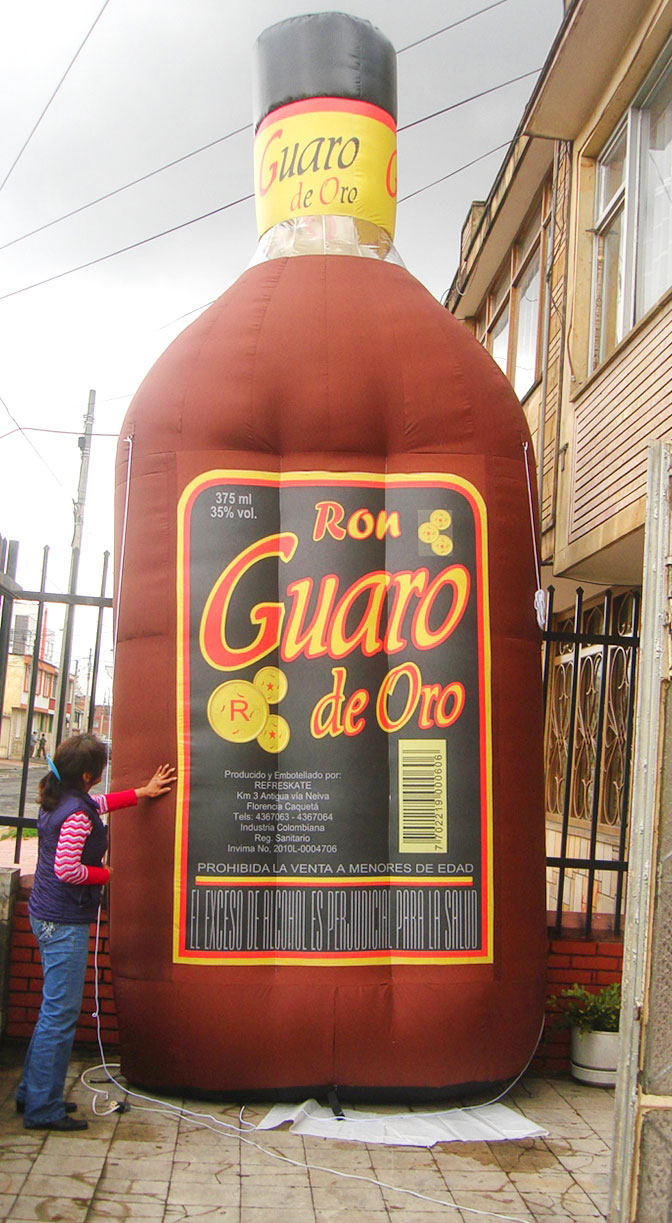 Guaro
de Oro
375 ml
35% vol.
Ron
Guaro
de Oro
R
Producido y Embotellado por:
REFRESKATE
Km 3 Antigua vía Neiva
Florencia Caquetá
Tels: 4367063 - 4367064
Industria Colombiana
Reg. Sanitario
Invima No, 2010L-0004706
7702219000606
PROHIBIDA LA VENTA A MENORES DE EDAD
EL EXCESO DE ALCOHOL ES PERJUDICIAL PARA LA SALUD